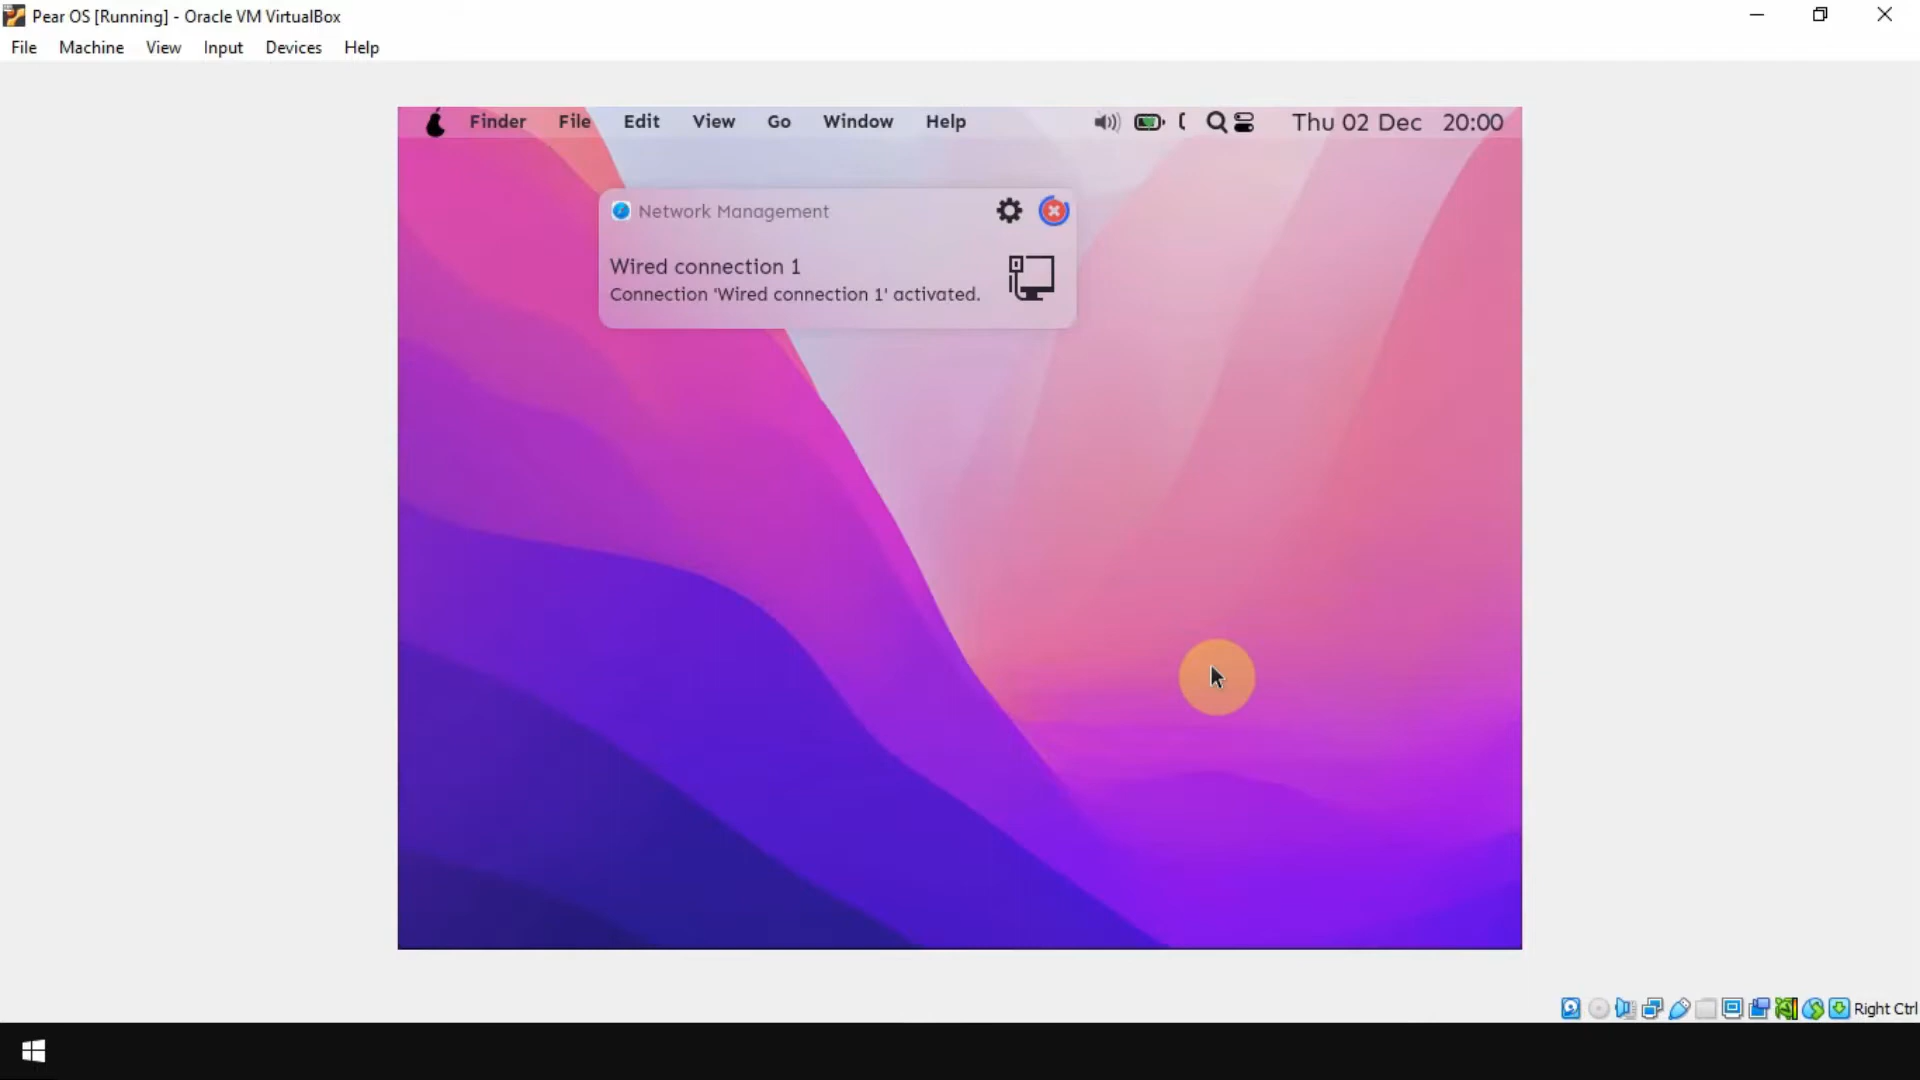 Pear OS [Running] - Oracle VM VirtualBox
File Machine View Input Devices Help
Finder File Edit View Go Window Help Thu 02 Dec 20:00
Network Management
Wired connection 1
Connection 'Wired connection 1' activated.
Right Ctrl